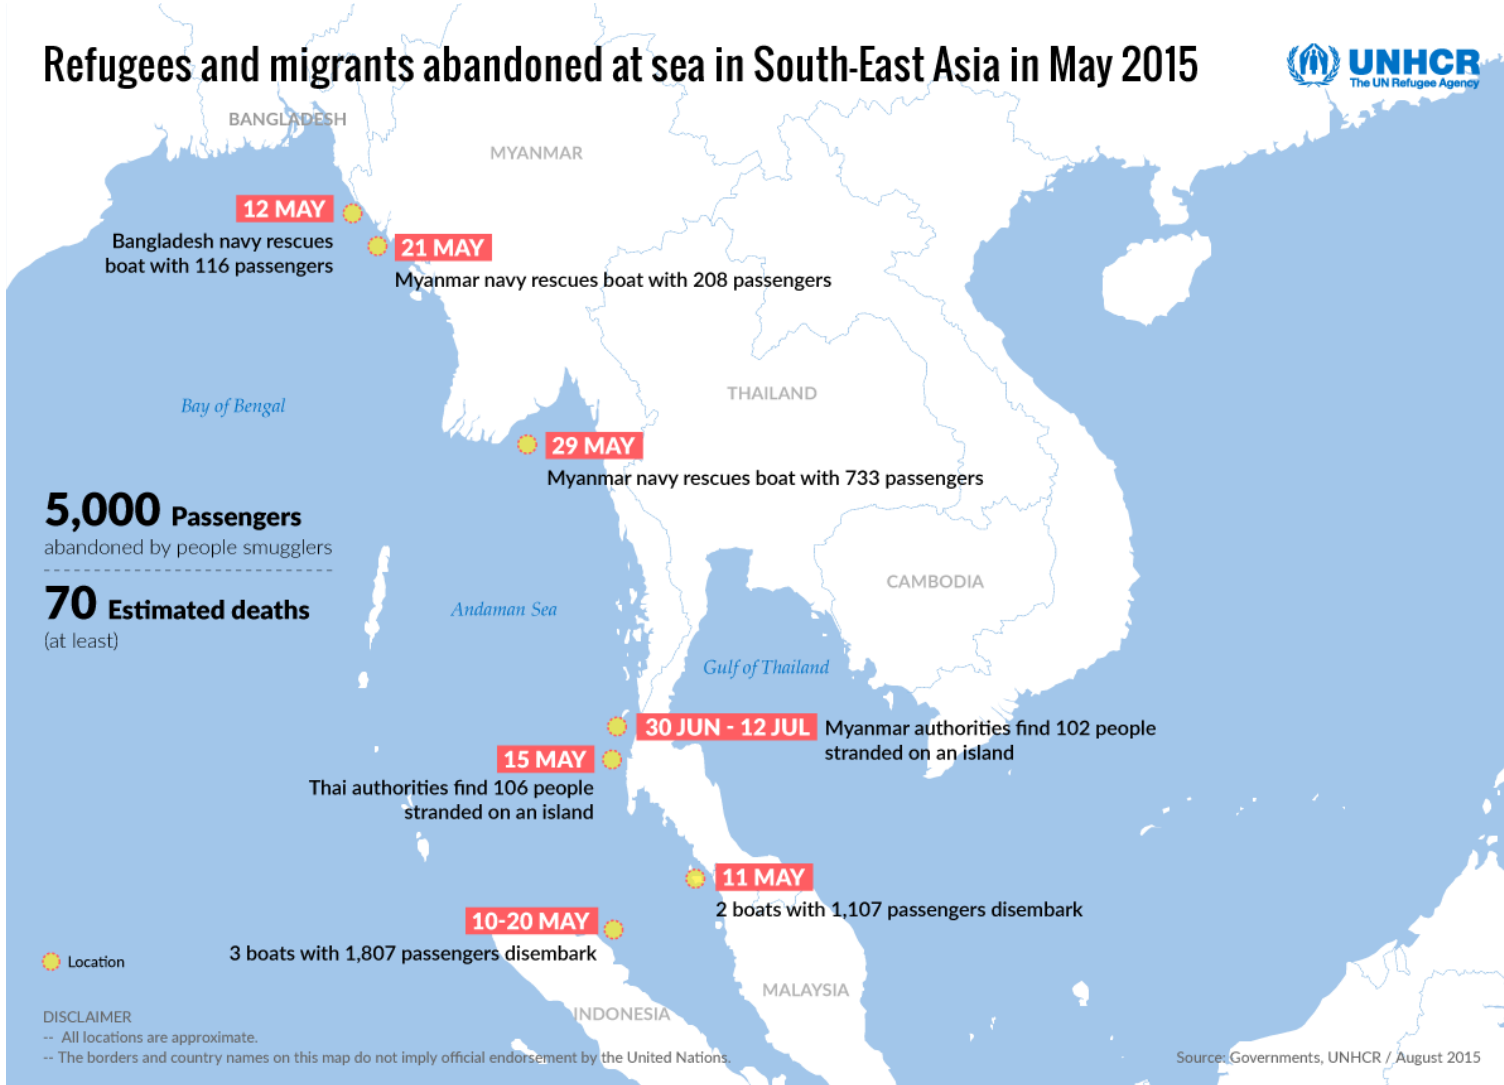 Refugees and migrants abandoned at sea in South-East Asia in May 2015
UNHCR
The UN Refugee Agency
BANGLADESH
MYANMAR
12 MAY
Bangladesh navy rescues
boat with 116 passengers
21 MAY
Myanmar navy rescues boat with 208 passengers
THAILAND
Bay of Bengal
29 MAY
Myanmar navy rescues boat with 733 passengers
5,000 Passengers
abandoned by people smugglers
70 Estimated deaths
(at least)
CAMBODIA
Andaman Sea
Gulf of Thailand
30 JUN - 12 JUL
Myanmar authorities find 102 people
stranded on an island
15 MAY
Thai authorities find 106 people
stranded on an island
11 MAY
2 boats with 1,107 passengers disembark
10-20 MAY
3 boats with 1,807 passengers disembark
Location
MALAYSIA
INDONESIA
DISCLAIMER
-- All locations are approximate.
-- The borders and country names on this map do not imply official endorsement by the United Nations.
Source: Governments, UNHCR / August 2015